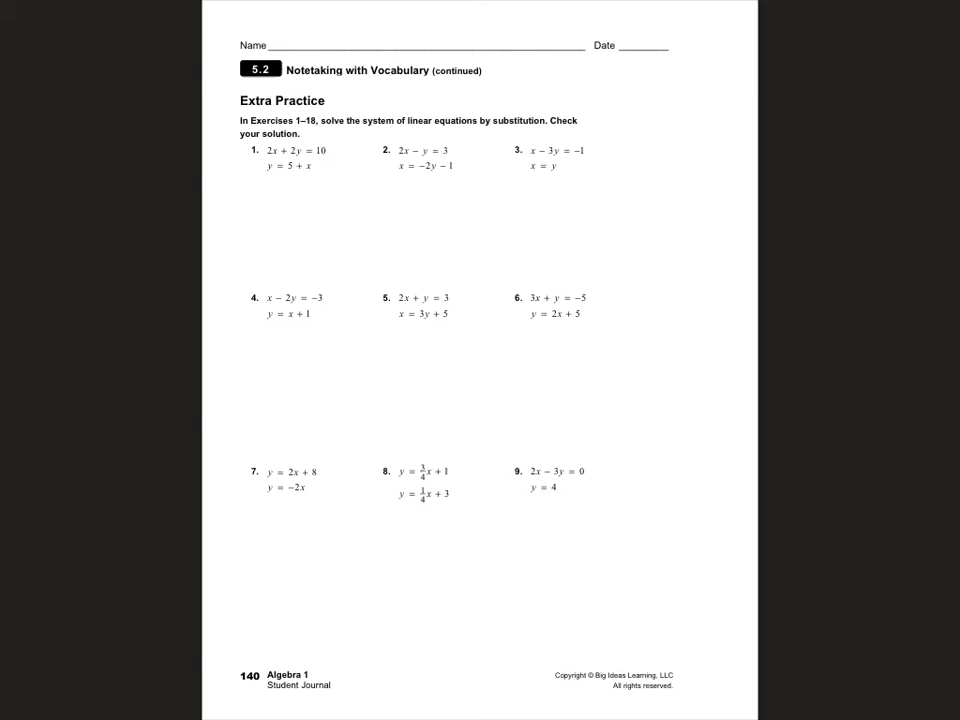 Name Date
5.2 Notetaking with Vocabulary (continued)
Extra Practice
In Exercises 1–18, solve the system of linear equations by substitution. Check
your solution.
1. 2x + 2y = 10 2. 2x − y = 3 3. x − 3y = −1
y = 5 + x x = −2y − 1 x = y
4. x − 2y = −3 5. 2x + y = 3 6. 3x + y = −5
y = x + 1 x = 3y + 5 y = 2x + 5
7. y = 2x + 8 8. y = 3/4x + 1 9. 2x − 3y = 0
y = −2x y = 1/4x + 3 y = 4
140 Algebra 1 Copyright © Big Ideas Learning, LLC
Student Journal All rights reserved.